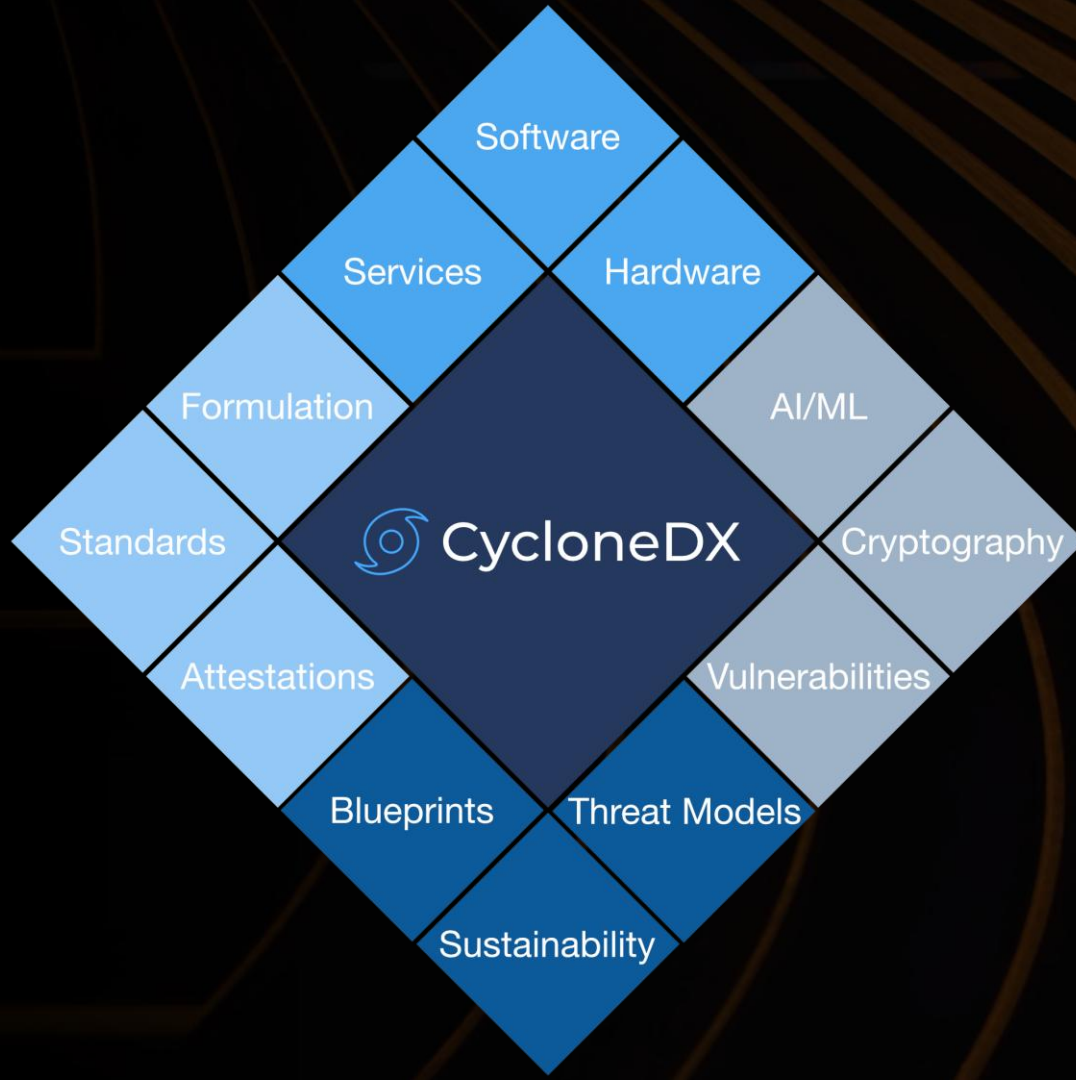 Software
Services
Hardware
Formulation
AI/ML
Standards
CycloneDX
Cryptography
Attestations
Vulnerabilities
Blueprints
Threat Models
Sustainability